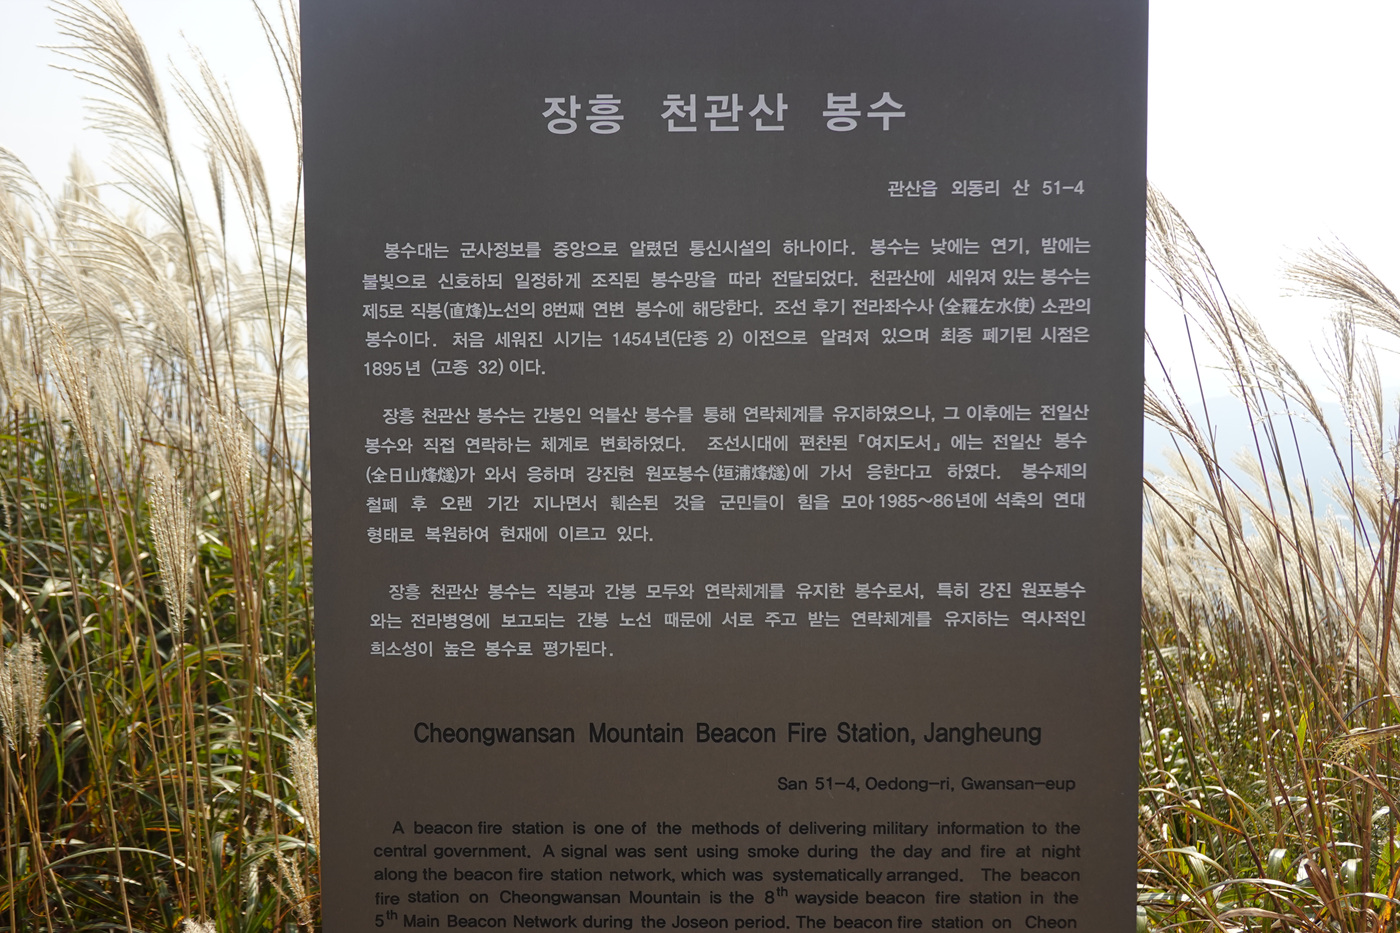 장흥 천관산 봉수
관산읍 외동리 산 51-4
봉수대는 군사정보를 중앙으로 알렸던 통신시설의 하나이다. 봉수는 낮에는 연기, 밤에는
불빛으로 신호하되 일정하게 조직된 봉수망을 따라 전달되었다. 천관산에 세워져 있는 봉수는
제5로 직봉(直烽)노선의 8번째 연변 봉수에 해당한다. 조선 후기 전라좌수사 (全羅左水使) 소관의
봉수이다. 처음 세워진 시기는 1454년(단종 2) 이전으로 알려져 있으며 최종 폐기된 시점은
1895년 (고종 32)이다.
장흥 천관산 봉수는 간봉인 억불산 봉수를 통해 연락체계를 유지하였으나, 그 이후에는 전일산
봉수와 직접 연락하는 체계로 변화하였다. 조선시대에 편찬된 『여지도서』에는 전일산 봉수
(全日山烽燧)가 와서 응하며 강진현 원포봉수(垣浦烽燧)에 가서 응한다고 하였다. 봉수제의
철폐 후 오랜 기간 지나면서 훼손된 것을 군민들이 힘을 모아 1985~86년에 석축의 연대
형태로 복원하여 현재에 이르고 있다.
장흥 천관산 봉수는 직봉과 간봉 모두와 연락체계를 유지한 봉수로서, 특히 강진 원포봉수
와는 전라병영에 보고되는 간봉 노선 때문에 서로 주고 받는 연락체계를 유지하는 역사적인
희소성이 높은 봉수로 평가된다.
Cheongwansan Mountain Beacon Fire Station, Jangheung
San 51-4, Oedong-ri, Gwansan-eup
A beacon fire station is one of the methods of delivering military information to the
central government. A signal was sent using smoke during the day and fire at night
along the beacon fire station network, which was systematically arranged. The beacon
fire station on Cheongwansan Mountain is the 8th wayside beacon fire station in the
5th Main Beacon Network during the Joseon period. The beacon fire station on Cheon